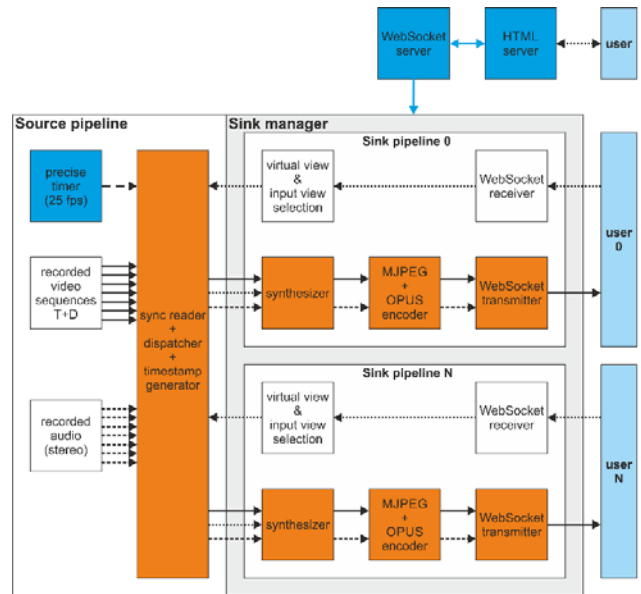 WebSocket
server
HTML
server
user
Source pipeline
Sink manager
Sink pipeline 0
precise
timer
(25 fps)
virtual view
&
input view
selection
WebSocket
receiver
user
0
recorded
video
sequences
T+D
sync reader
+
dispatcher
+
timestamp
generator
synthesizer
MJPEG
+
OPUS
encoder
WebSocket
transmitter
Sink pipeline N
recorded
audio
(stereo)
virtual view
&
input view
selection
WebSocket
receiver
user
N
synthesizer
MJPEG
+
OPUS
encoder
WebSocket
transmitter